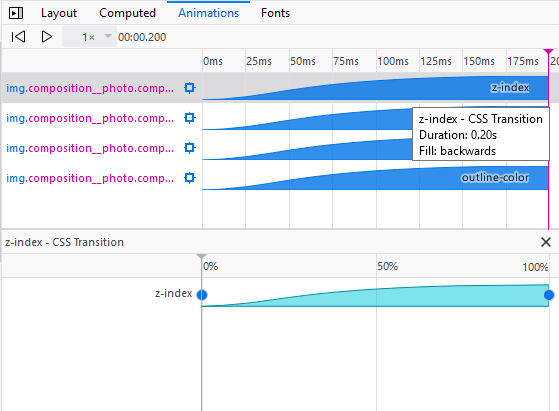 Layout Computed Animations Fonts
1× 00:00.200
0ms 25ms 50ms 75ms 100ms 125ms 150ms 175ms 20
img.composition__photo.comp... z-index
img.composition__photo.comp...
img.composition__photo.comp...
img.composition__photo.comp... outline-color
z-index - CSS Transition
Duration: 0.20s
Fill: backwards
z-index - CSS Transition
0% 50% 100%
z-index